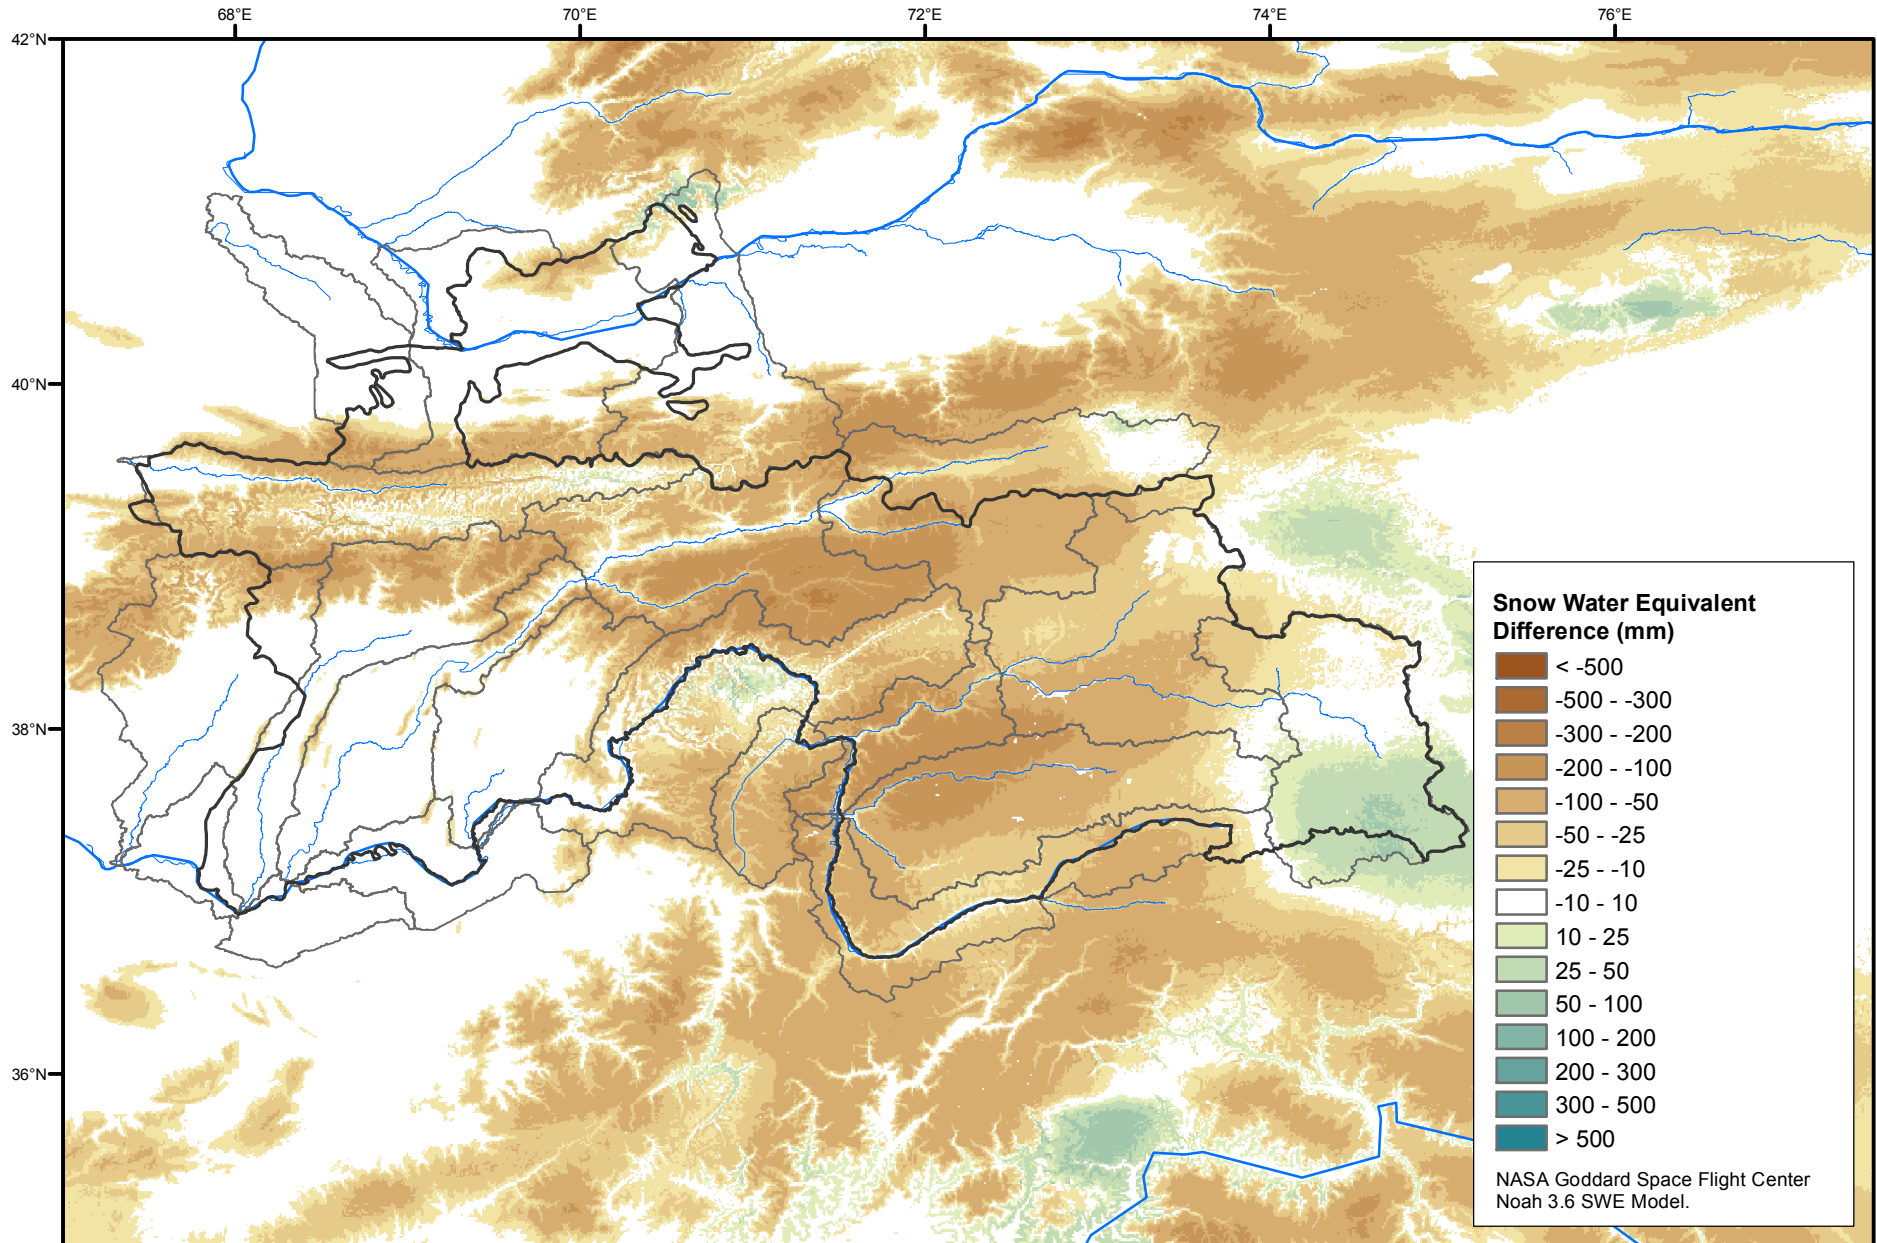 68°E
70°E
72°E
74°E
76°E
42°N
40°N
38°N
36°N
Snow Water Equivalent
Difference (mm)
< -500
-500 - -300
-300 - -200
-200 - -100
-100 - -50
-50 - -25
-25 - -10
-10 - 10
10 - 25
25 - 50
50 - 100
100 - 200
200 - 300
300 - 500
> 500
NASA Goddard Space Flight Center
Noah 3.6 SWE Model.